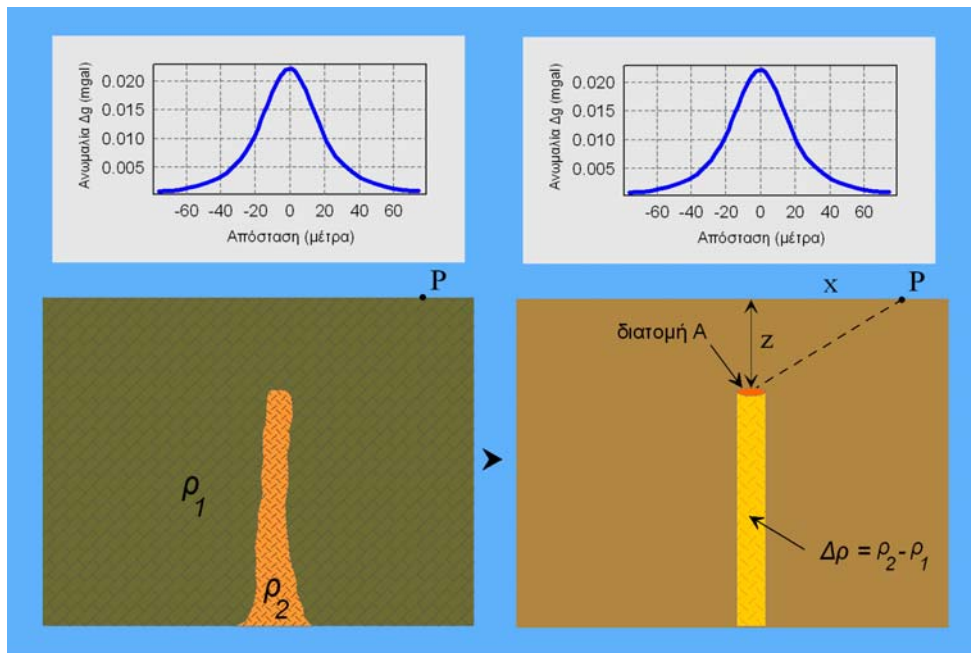 Ανωμαλία Δg (mgal)
0.020
0.015
0.010
0.005
-60 -40 -20 0 20 40 60
Απόσταση (μέτρα)
Ανωμαλία Δg (mgal)
0.020
0.015
0.010
0.005
-60 -40 -20 0 20 40 60
Απόσταση (μέτρα)
P
ρ1
ρ2
x P
διατομή A
z
Δρ = ρ2-ρ1